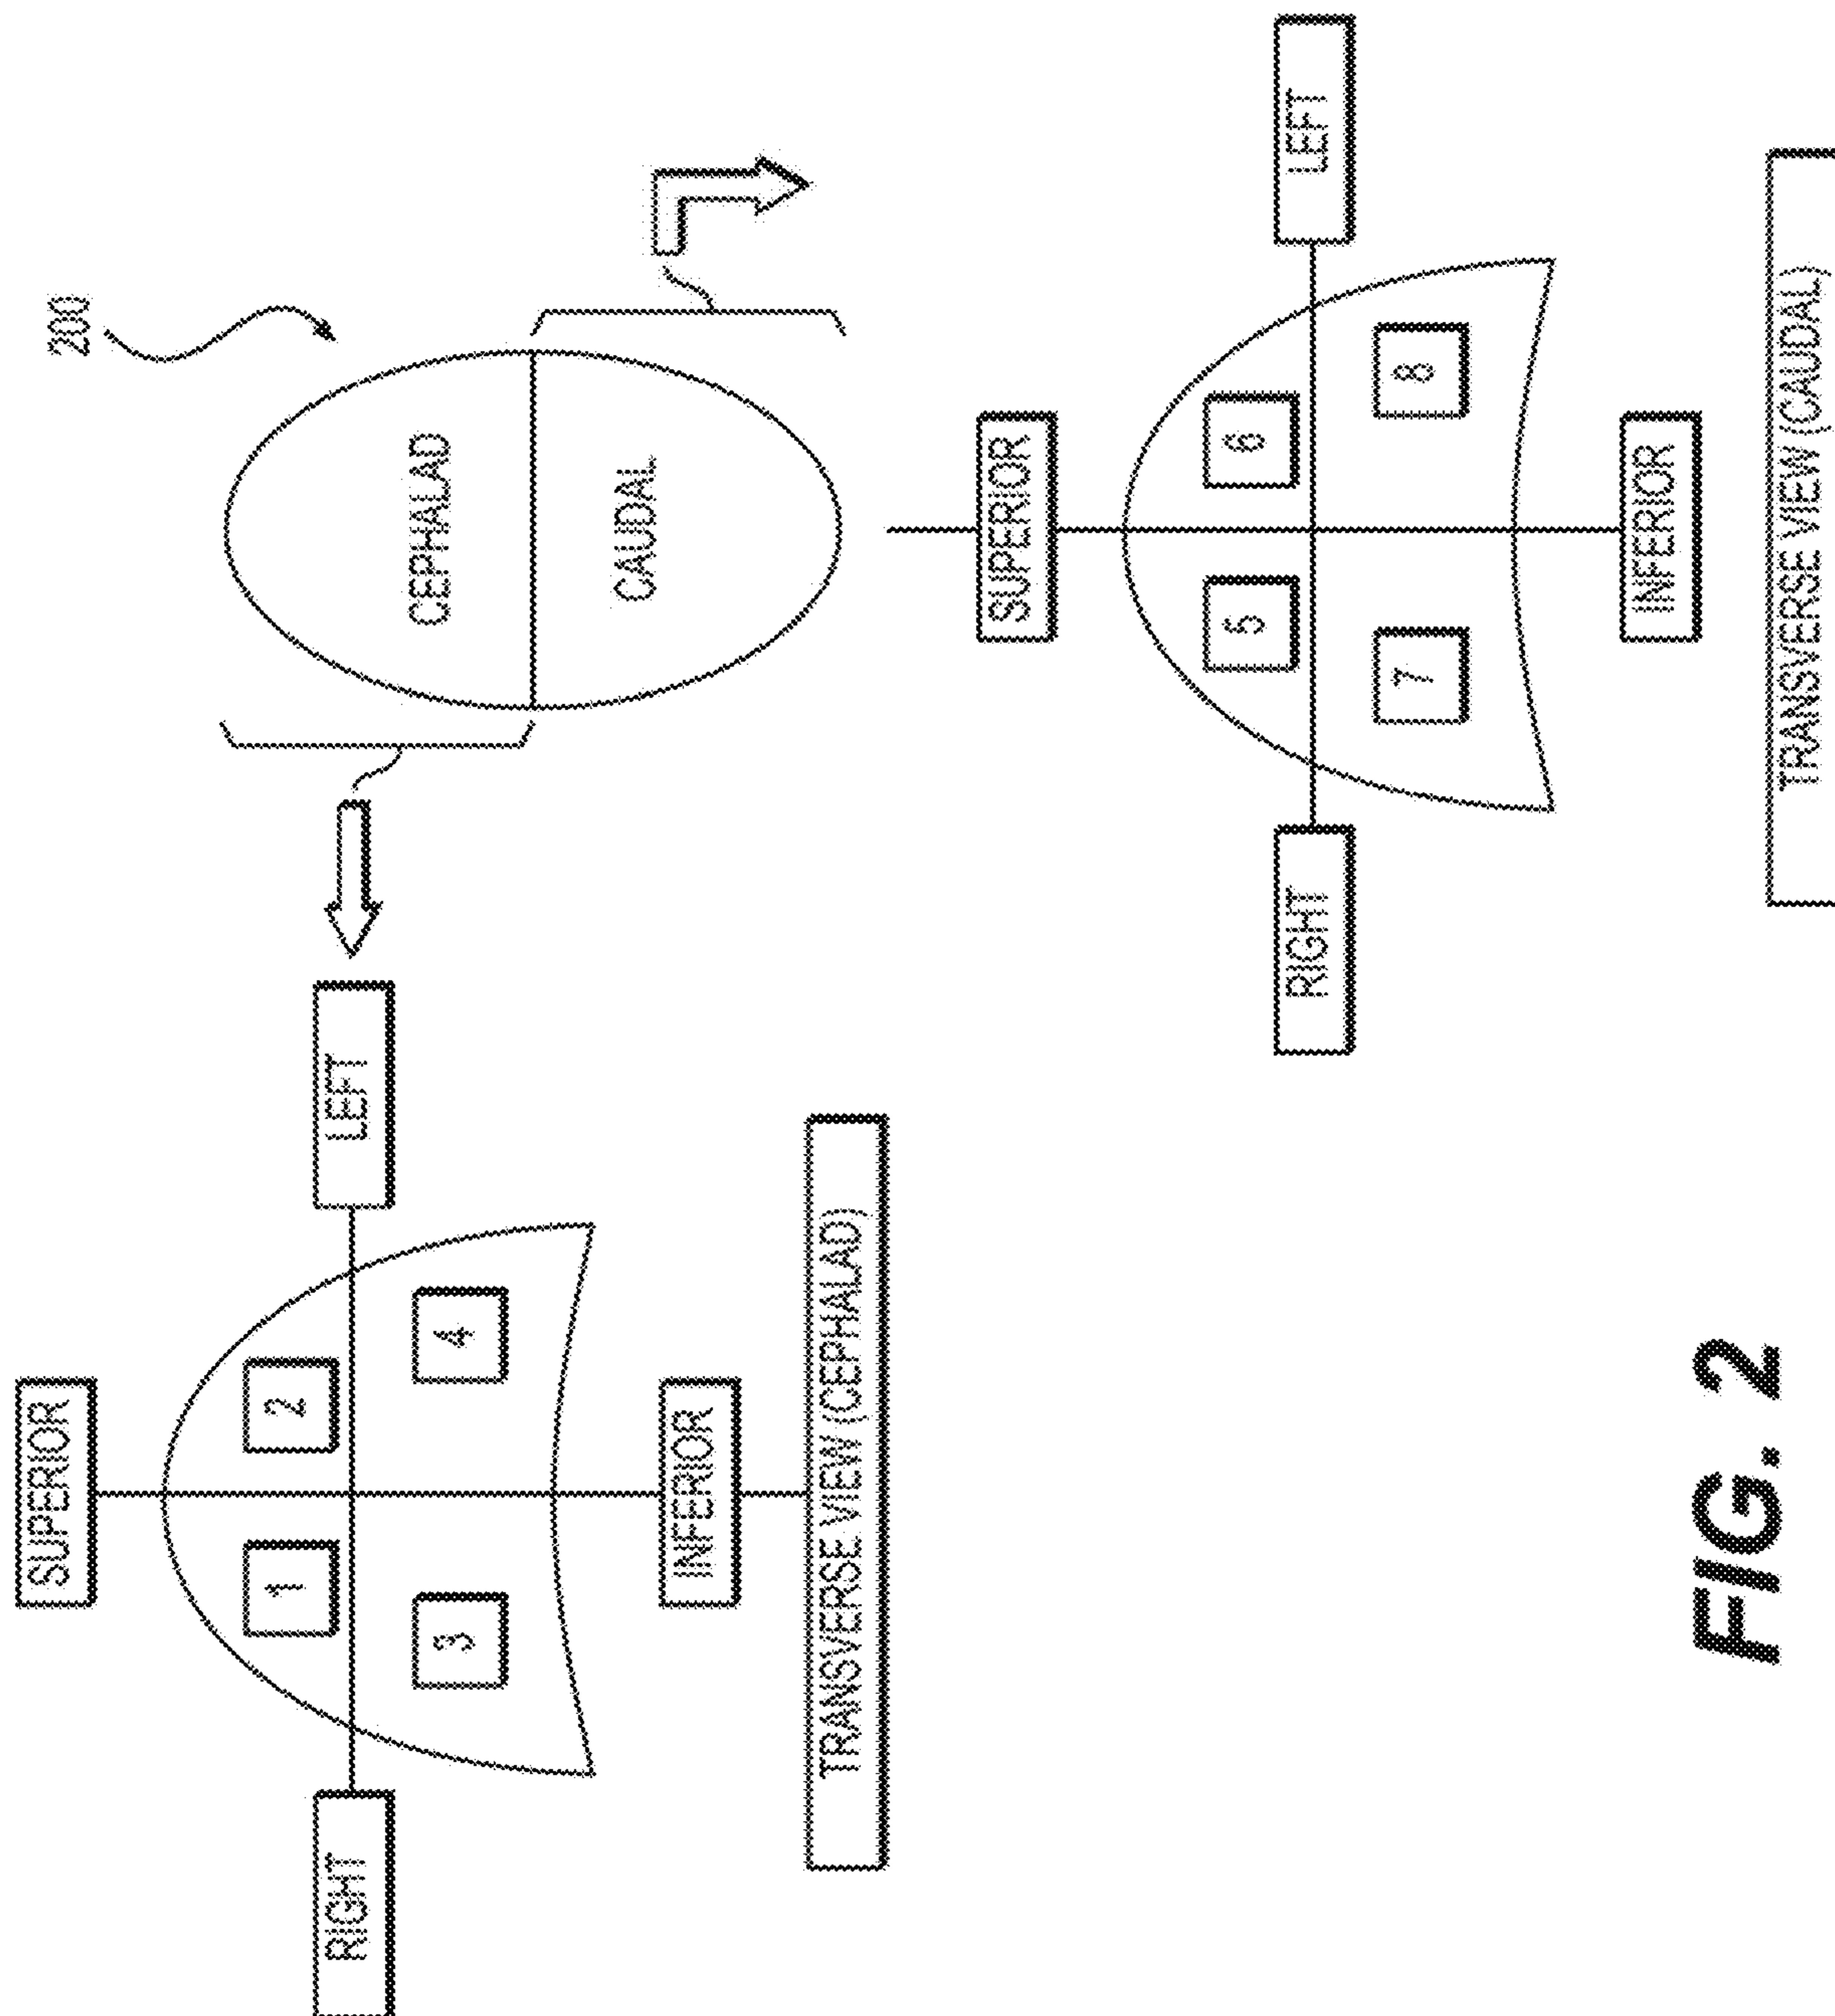 200
CEPHALAD
CAUDAL
SUPERIOR
1 2
RIGHT LEFT
3 4
INFERIOR
TRANSVERSE VIEW (CEPHALAD)
SUPERIOR
5 6
RIGHT LEFT
7 8
INFERIOR
TRANSVERSE VIEW (CAUDAL)
FIG. 2